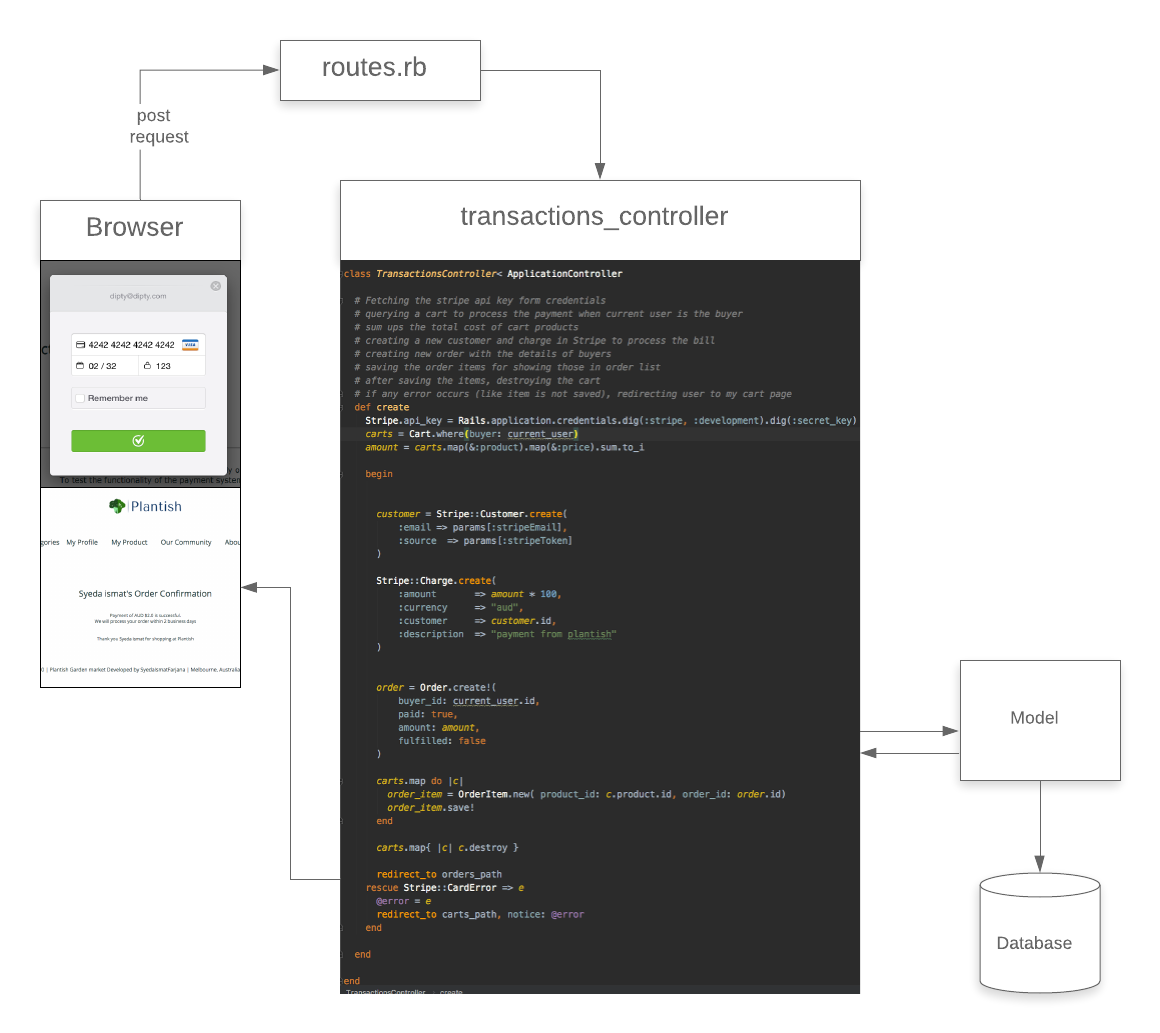 routes.rb
post
request
Browser
dipty@dipty.com
4242 4242 4242 4242 VISA
02 / 32 123
Remember me
y o
To test the functionality of the payment system
Plantish
gories My Profile My Product Our Community Abou
Syeda ismat's Order Confirmation
Payment of AUD 82.0 is successful.
We will process your order within 2 business days
Thank you Syeda ismat for shopping at Plantish
0. | Plantish Garden market Developed by SyedaIsmatFarjana | Melbourne, Australia
transactions_controller
class TransactionsController< ApplicationController
# Fetching the stripe api key form credentials
# querying a cart to process the payment when current user is the buyer
# sum ups the total cost of cart products
# creating a new customer and charge in Stripe to process the bill
# creating new order with the details of buyers
# saving the order items for showing those in order list
# after saving the items, destroying the cart
# if any error occurs (like item is not saved), redirecting user to my cart page
def create
Stripe.api_key = Rails.application.credentials.dig(:stripe, :development).dig(:secret_key)
carts = Cart.where(buyer: current_user)
amount = carts.map(&:product).map(&:price).sum.to_i
begin
customer = Stripe::Customer.create(
:email => params[:stripeEmail],
:source => params[:stripeToken]
)
Stripe::Charge.create(
:amount => amount * 100,
:currency => "aud",
:customer => customer.id,
:description => "payment from plantish"
)
order = Order.create!(
buyer_id: current_user.id,
paid: true,
amount: amount,
fulfilled: false
)
carts.map do |c|
order_item = OrderItem.new( product_id: c.product.id, order_id: order.id)
order_item.save!
end
carts.map{ |c| c.destroy }
redirect_to orders_path
rescue Stripe::CardError => e
@error = e
redirect_to carts_path, notice: @error
end
end
end
TransactionsController create
Model
Database